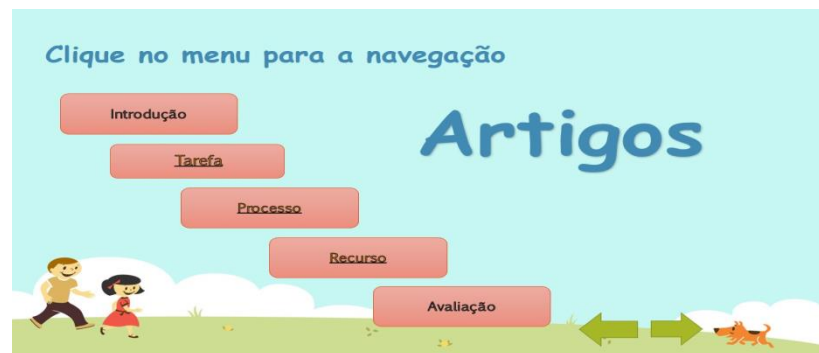 Clique no menu para a navegação
Introdução
Artigos
Tarefa
Processo
Recurso
Avaliação